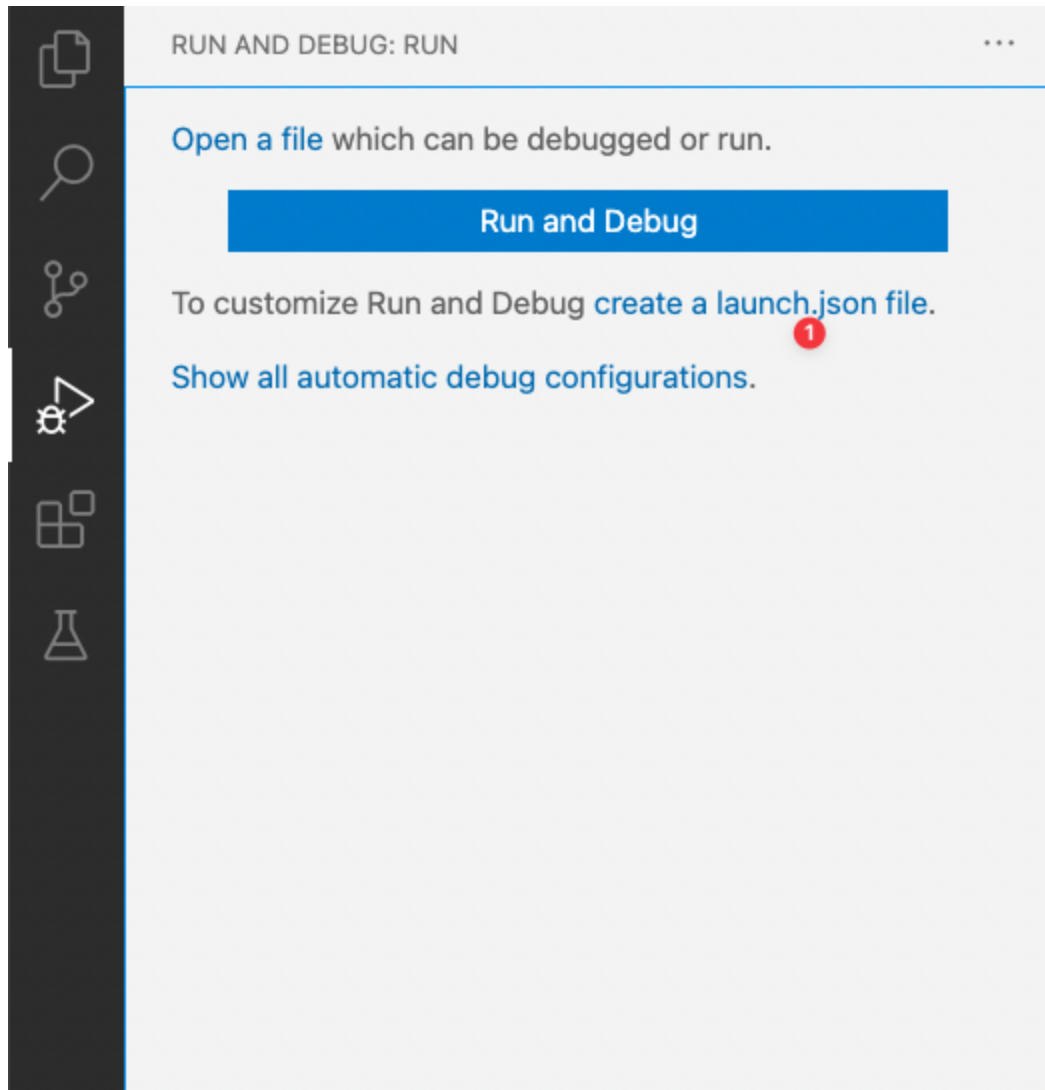 RUN AND DEBUG: RUN
Open a file which can be debugged or run.
Run and Debug
To customize Run and Debug create a launch.json file.
1
Show all automatic debug configurations.